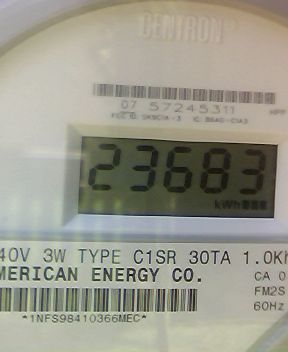 CENTRON
07 57245311
23683
kWh
40V 3W TYPE C1SR 30TA 1.0Kh
MERICAN ENERGY CO.
CA 0
FM2S
60Hz
*1NFS98410366MEC*